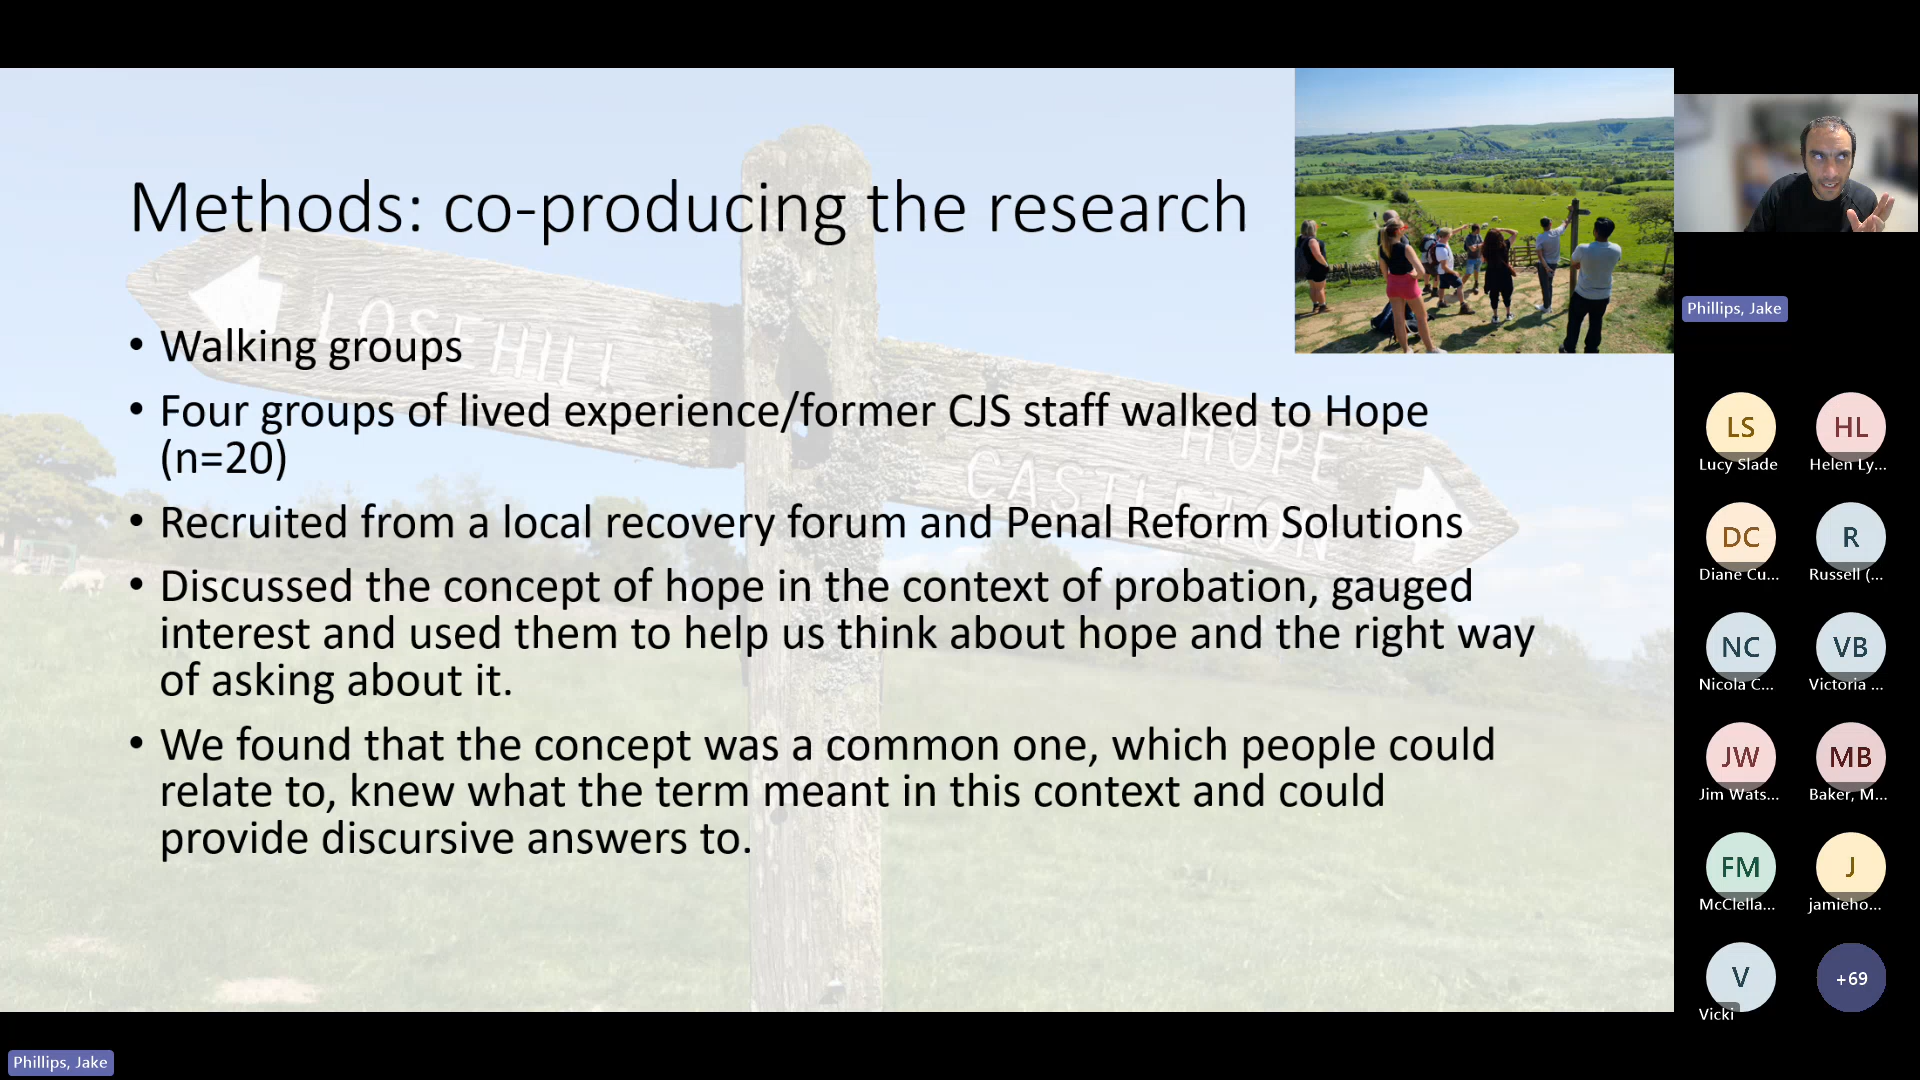 Methods: co-producing the research
LOSEHILL
HOPE
CASTLETON
• Walking groups
• Four groups of lived experience/former CJS staff walked to Hope
(n=20)
• Recruited from a local recovery forum and Penal Reform Solutions
• Discussed the concept of hope in the context of probation, gauged
interest and used them to help us think about hope and the right way
of asking about it.
• We found that the concept was a common one, which people could
relate to, knew what the term meant in this context and could
provide discursive answers to.
Phillips, Jake
LS
HL
Lucy Slade
Helen Ly...
DC
R
Diane Cu...
Russell (...
NC
VB
Nicola C...
Victoria ...
JW
MB
Jim Wats...
Baker, M...
FM
J
McClella...
jamieho...
V
+69
Vicki
Phillips, Jake